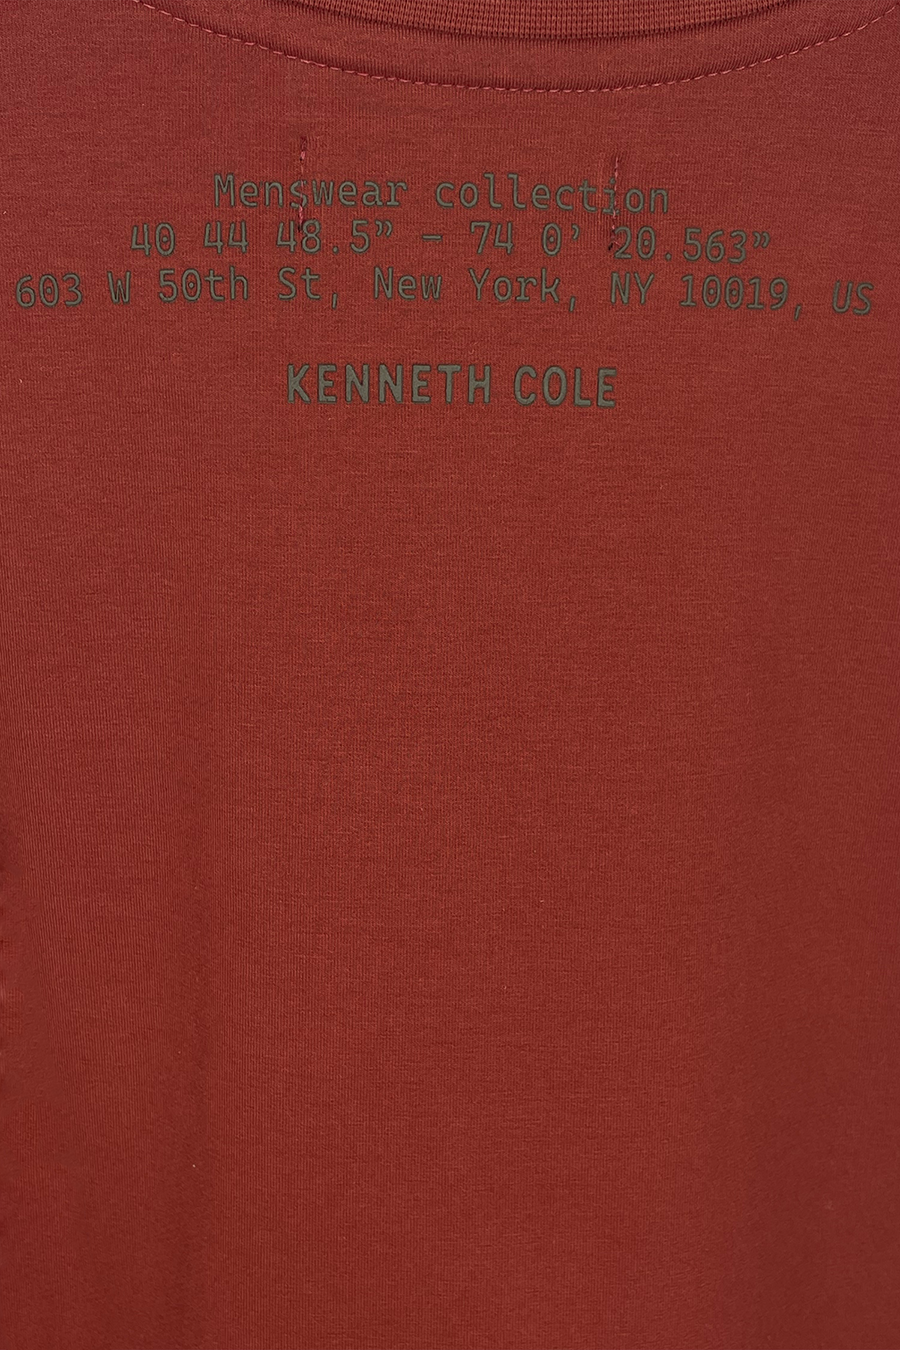 Menswear collection
40 44 48.5” – 74 0’ 20.563”
603 W 50th St, New York, NY 10019, US
KENNETH COLE